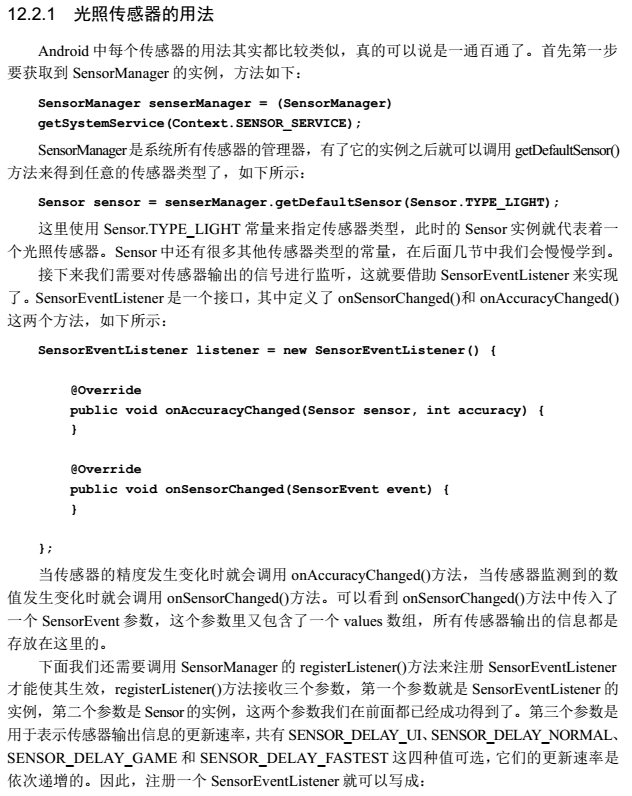 12.2.1 光照传感器的用法
Android 中每个传感器的用法其实都比较类似，真的可以说是一通百通了。首先第一步
要获取到 SensorManager 的实例，方法如下：
SensorManager senserManager = (SensorManager)
getSystemService(Context.SENSOR_SERVICE);
SensorManager 是系统所有传感器的管理器，有了它的实例之后就可以调用 getDefaultSensor()
方法来得到任意的传感器类型了，如下所示：
Sensor sensor = senserManager.getDefaultSensor(Sensor.TYPE_LIGHT);
这里使用 Sensor.TYPE_LIGHT 常量来指定传感器类型，此时的 Sensor 实例就代表着一
个光照传感器。Sensor 中还有很多其他传感器类型的常量，在后面几节中我们会慢慢学到。
接下来我们需要对传感器输出的信号进行监听，这就要借助 SensorEventListener 来实现
了。SensorEventListener 是一个接口，其中定义了 onSensorChanged()和 onAccuracyChanged()
这两个方法，如下所示：
SensorEventListener listener = new SensorEventListener() {
@Override
public void onAccuracyChanged(Sensor sensor, int accuracy) {
}
@Override
public void onSensorChanged(SensorEvent event) {
}
};
当传感器的精度发生变化时就会调用 onAccuracyChanged()方法，当传感器监测到的数
值发生变化时就会调用 onSensorChanged()方法。可以看到 onSensorChanged()方法中传入了
一个 SensorEvent 参数，这个参数里又包含了一个 values 数组，所有传感器输出的信息都是
存放在这里的。
下面我们还需要调用 SensorManager 的 registerListener()方法来注册 SensorEventListener
才能使其生效，registerListener()方法接收三个参数，第一个参数就是 SensorEventListener 的
实例，第二个参数是 Sensor 的实例，这两个参数我们在前面都已经成功得到了。第三个参数是
用于表示传感器输出信息的更新速率，共有 SENSOR_DELAY_UI、SENSOR_DELAY_NORMAL、
SENSOR_DELAY_GAME 和 SENSOR_DELAY_FASTEST 这四种值可选，它们的更新速率是
依次递增的。因此，注册一个 SensorEventListener 就可以写成：